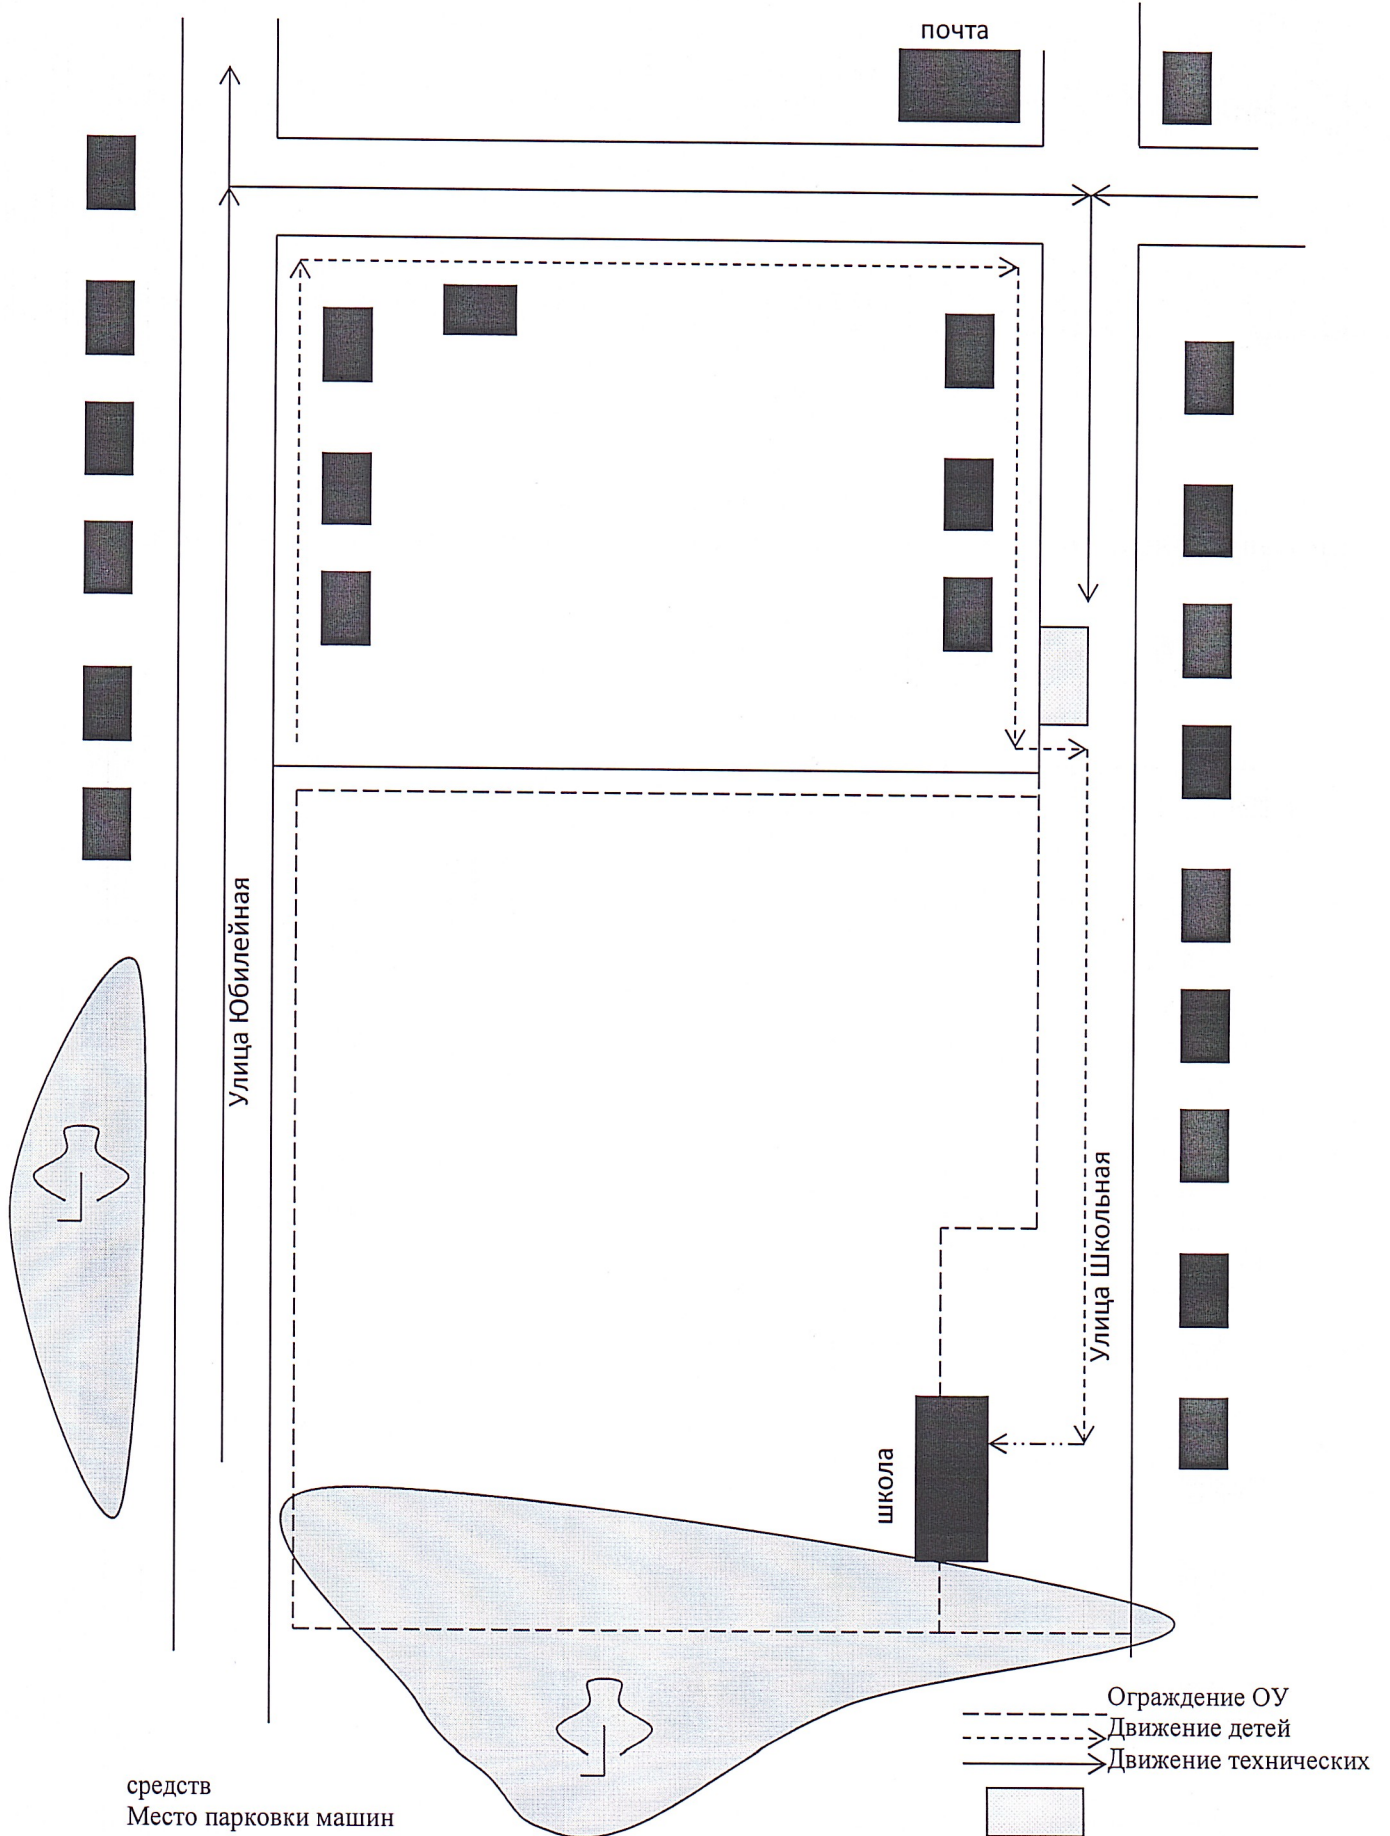 почта
Улица Юбилейная
Улица Школьная
школа
Ограждение ОУ
Движение детей
Движение технических
средств
Место парковки машин